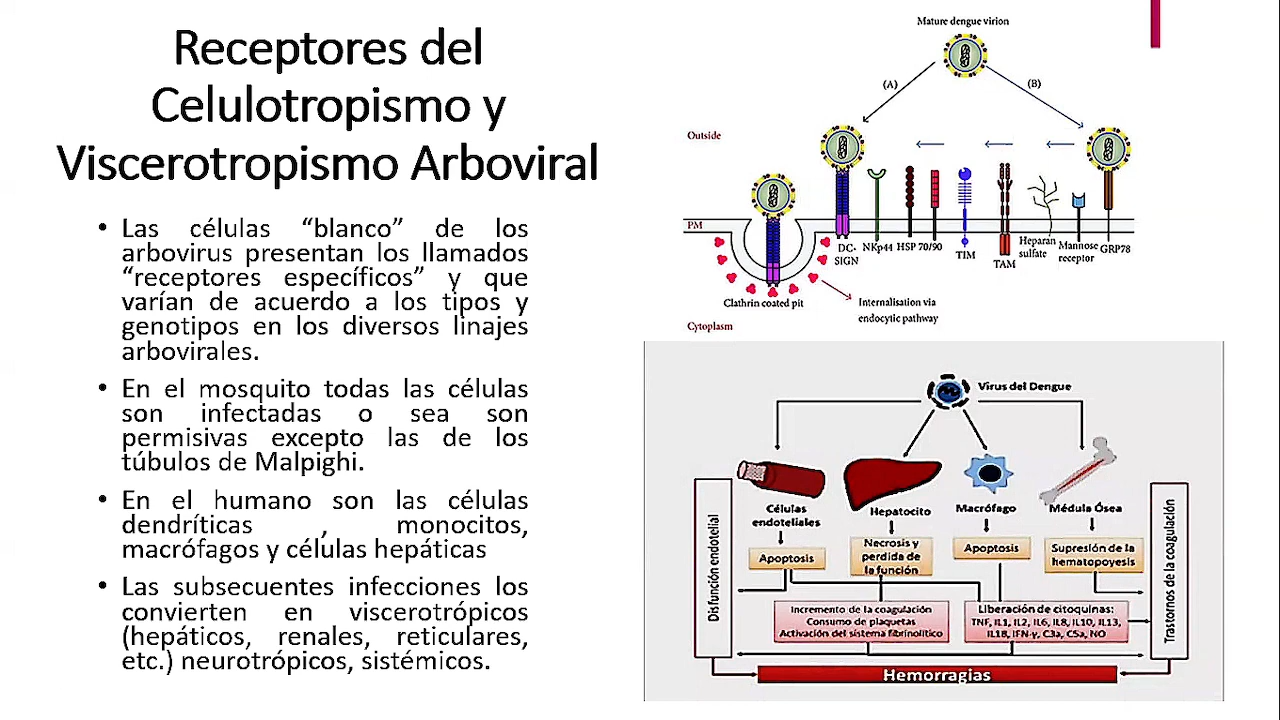 Receptores del
Celulotropismo y
Viscerotropismo Arboviral
• Las células “blanco” de los
arbovirus presentan los llamados
“receptores específicos” y que
varían de acuerdo a los tipos y
genotipos en los diversos linajes
arbovirales.
• En el mosquito todas las células
son infectadas o sea son
permisivas excepto las de los
túbulos de Malpighi.
• En el humano son las células
dendríticas , monocitos,
macrófagos y células hepáticas
• Las subsecuentes infecciones los
convierten en viscerotrópicos
(hepáticos, renales, reticulares,
etc.) neurotrópicos, sistémicos.
Mature dengue virion
(A)
(B)
Outside
PM
DC-
SIGN
NKp44
HSP 70/90
TIM
TAM
Heparan
sulfate
Mannose
receptor
GRP78
Clathrin coated pit
Internalisation via
endocytic pathway
Cytoplasm
Virus del Dengue
Células
endoteliales
Hepatocito
Macrófago
Médula Ósea
Apoptosis
Necrosis y
perdida de
la función
Apoptosis
Supresión de la
hematopoyesis
Disfunción endotelial
Incremento de la coagulación
Consumo de plaquetas
Activación del sistema fibrinolítico
Liberación de citoquinas:
TNF, IL1, IL2, IL6, IL8, IL10, IL13,
IL18, IFN-γ, C3a, C5a, NO
Trastornos de la coagulación
Hemorragias